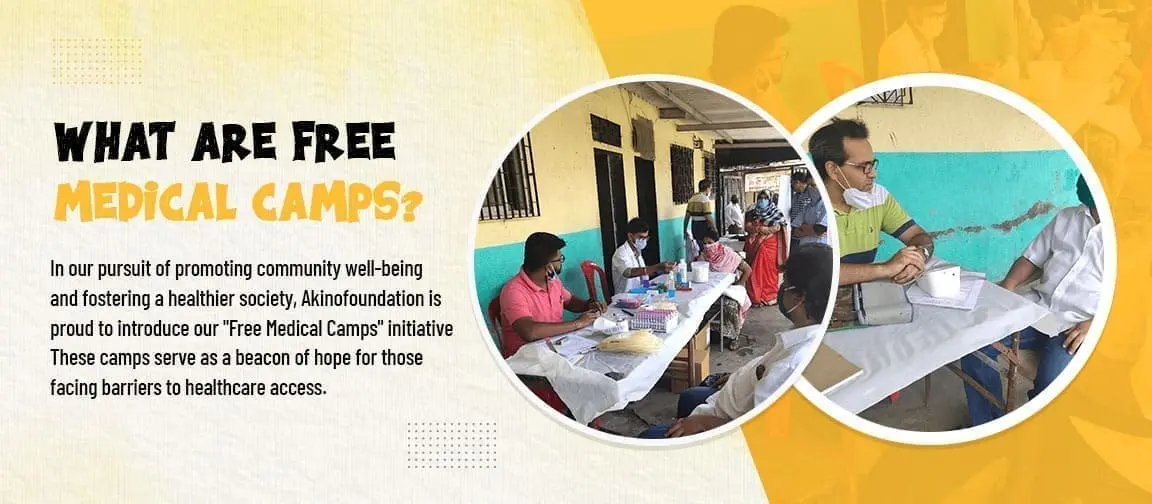 WHAT ARE FREE
MEDICAL CAMPS?
In our pursuit of promoting community well-being
and fostering a healthier society, Akinofoundation is
proud to introduce our "Free Medical Camps" initiative
These camps serve as a beacon of hope for those
facing barriers to healthcare access.